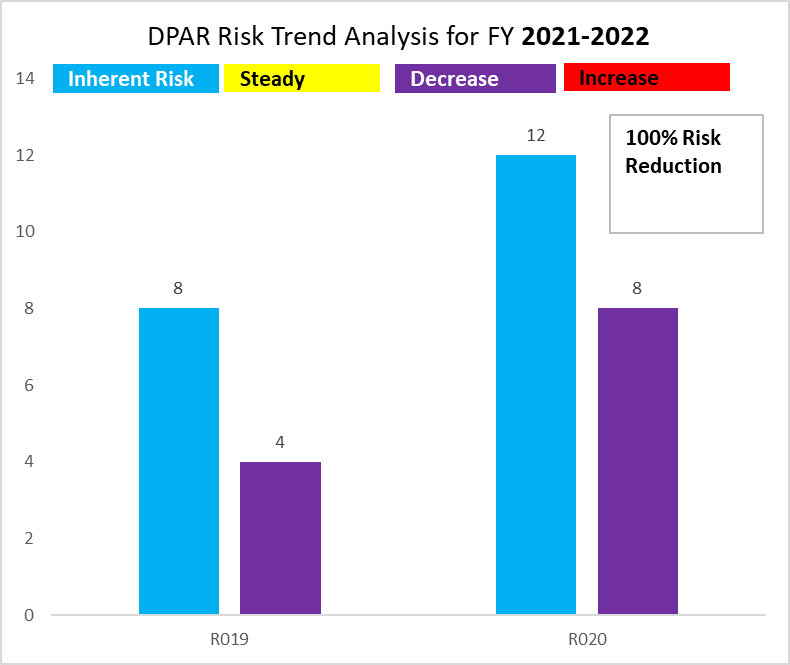 DPAR Risk Trend Analysis for FY 2021-2022
Inherent Risk Steady Decrease Increase
14
12
10
8
6
4
2
0
100% Risk
Reduction
8
4
12
8
R019
R020